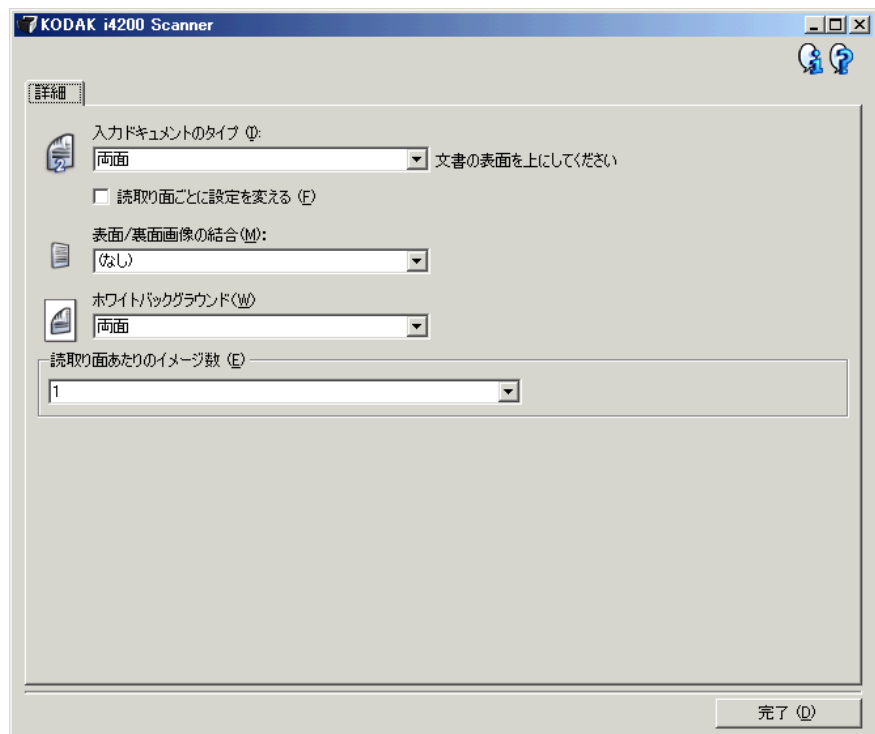 KODAK i4200 Scanner
詳細
入力ドキュメントのタイプ (I):
両面
文書の表面を上にしてください
読取り面ごとに設定を変える (F)
表面/裏面画像の結合(M):
(なし)
ホワイトバックグラウンド(W)
両面
読取り面あたりのイメージ数 (E)
1
完了 (D)